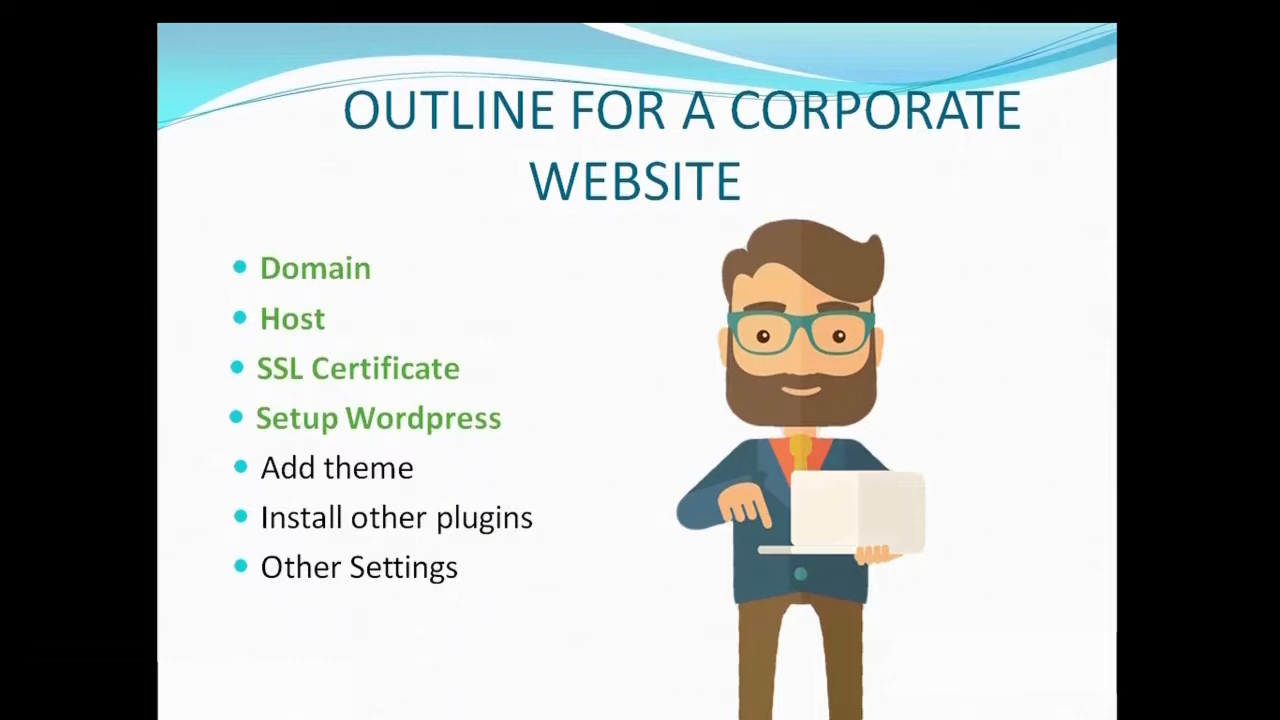 OUTLINE FOR A CORPORATE
WEBSITE
Domain
Host
SSL Certificate
Setup Wordpress
Add theme
Install other plugins
Other Settings